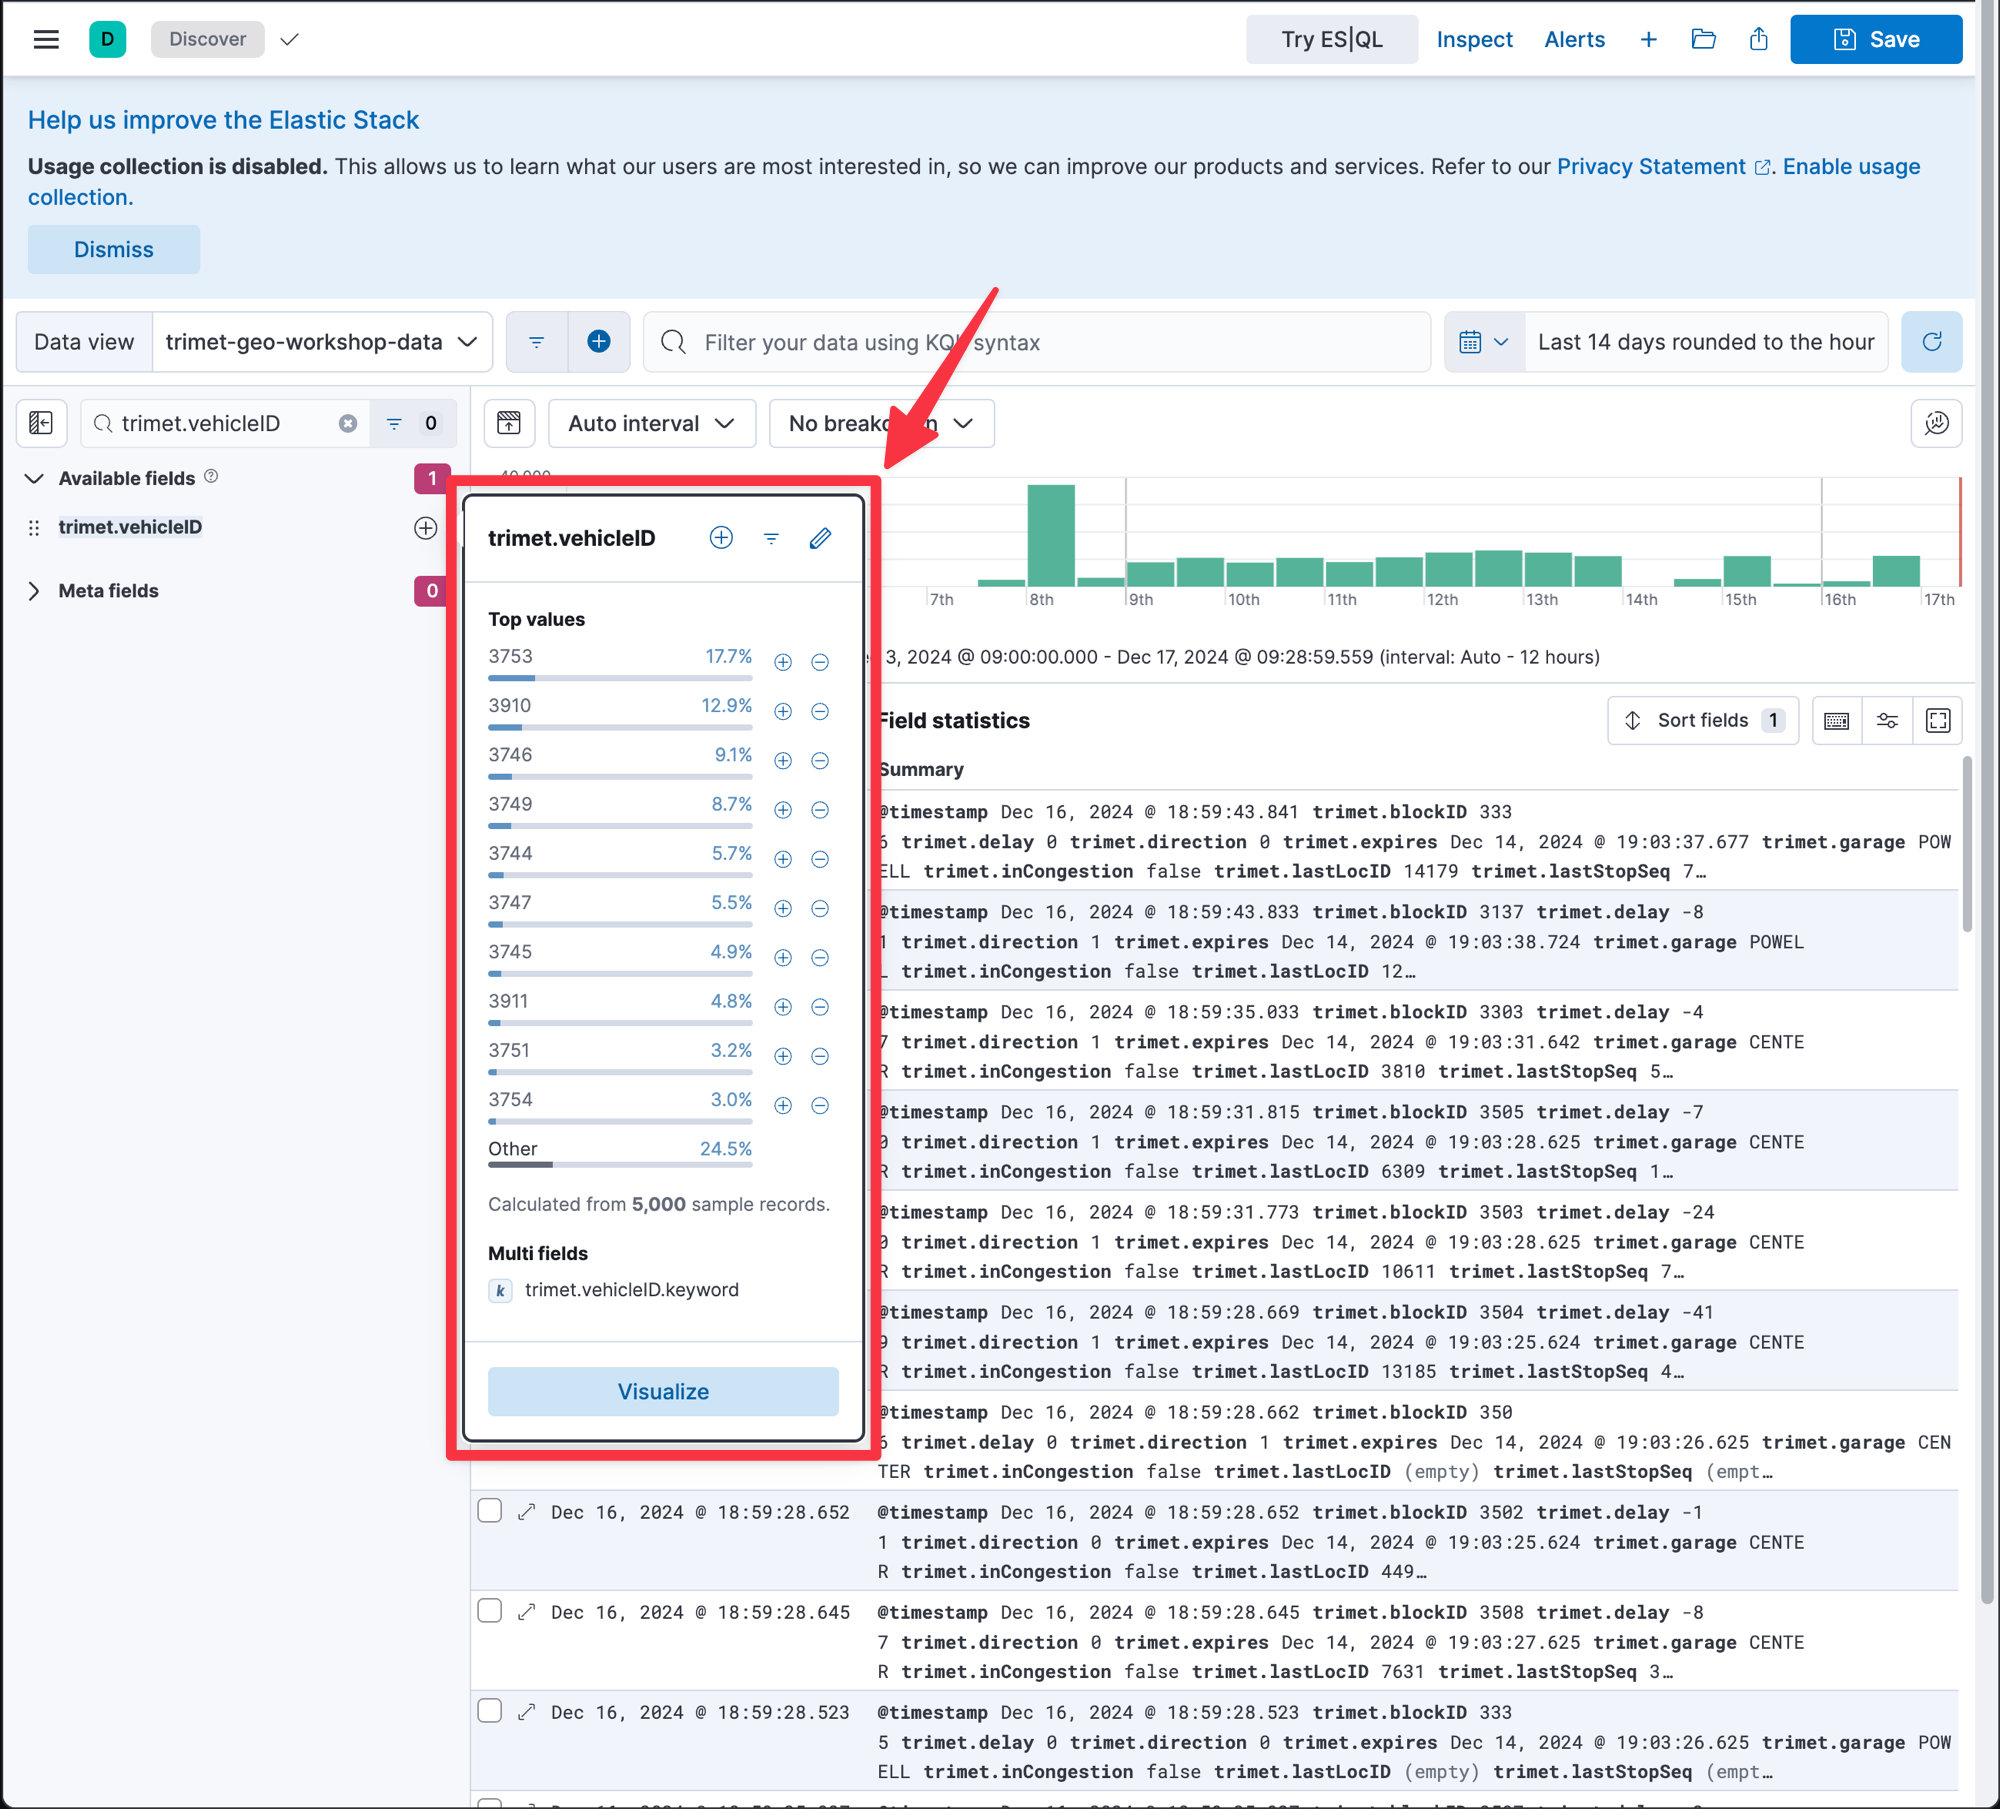 D Discover Try ES|QL Inspect Alerts Save
Help us improve the Elastic Stack
Usage collection is disabled. This allows us to learn what our users are most interested in, so we can improve our products and services. Refer to our Privacy Statement . Enable usage
collection.
Dismiss
Data view trimet-geo-workshop-data Filter your data using KQL syntax Last 14 days rounded to the hour
trimet.vehicleID 0 Auto interval
Available fields 1
trimet.vehicleID
Meta fields 0
trimet.vehicleID
Top values
3753 17.7%
3910 12.9%
3746 9.1%
3749 8.7%
3744 5.7%
3747 5.5%
3745 4.9%
3911 4.8%
3751 3.2%
3754 3.0%
Other 24.5%
Calculated from 5,000 sample records.
Multi fields
k trimet.vehicleID.keyword
Visualize
7th 8th 9th 10th 11th 12th 13th 14th 15th 16th 17th
3, 2024 @ 09:00:00.000 - Dec 17, 2024 @ 09:28:59.559 (interval: Auto - 12 hours)
Field statistics Sort fields 1
Summary
@timestamp Dec 16, 2024 @ 18:59:43.841 trimet.blockID 333
6 trimet.delay 0 trimet.direction 0 trimet.expires Dec 14, 2024 @ 19:03:37.677 trimet.garage POW
ELL trimet.inCongestion false trimet.lastLocID 14179 trimet.lastStopSeq 7…
@timestamp Dec 16, 2024 @ 18:59:43.833 trimet.blockID 3137 trimet.delay -8
1 trimet.direction 1 trimet.expires Dec 14, 2024 @ 19:03:38.724 trimet.garage POWEL
L trimet.inCongestion false trimet.lastLocID 12…
@timestamp Dec 16, 2024 @ 18:59:35.033 trimet.blockID 3303 trimet.delay -4
7 trimet.direction 1 trimet.expires Dec 14, 2024 @ 19:03:31.642 trimet.garage CENTE
R trimet.inCongestion false trimet.lastLocID 3810 trimet.lastStopSeq 5…
@timestamp Dec 16, 2024 @ 18:59:31.815 trimet.blockID 3505 trimet.delay -7
0 trimet.direction 1 trimet.expires Dec 14, 2024 @ 19:03:28.625 trimet.garage CENTE
R trimet.inCongestion false trimet.lastLocID 6309 trimet.lastStopSeq 1…
@timestamp Dec 16, 2024 @ 18:59:31.773 trimet.blockID 3503 trimet.delay -24
0 trimet.direction 1 trimet.expires Dec 14, 2024 @ 19:03:28.625 trimet.garage CENTE
R trimet.inCongestion false trimet.lastLocID 10611 trimet.lastStopSeq 7…
@timestamp Dec 16, 2024 @ 18:59:28.669 trimet.blockID 3504 trimet.delay -41
9 trimet.direction 1 trimet.expires Dec 14, 2024 @ 19:03:25.624 trimet.garage CENTE
R trimet.inCongestion false trimet.lastLocID 13185 trimet.lastStopSeq 4…
@timestamp Dec 16, 2024 @ 18:59:28.662 trimet.blockID 350
6 trimet.delay 0 trimet.direction 1 trimet.expires Dec 14, 2024 @ 19:03:26.625 trimet.garage CEN
TER trimet.inCongestion false trimet.lastLocID (empty) trimet.lastStopSeq (empt…
Dec 16, 2024 @ 18:59:28.652 @timestamp Dec 16, 2024 @ 18:59:28.652 trimet.blockID 3502 trimet.delay -1
1 trimet.direction 0 trimet.expires Dec 14, 2024 @ 19:03:25.624 trimet.garage CENTE
R trimet.inCongestion false trimet.lastLocID 449…
Dec 16, 2024 @ 18:59:28.645 @timestamp Dec 16, 2024 @ 18:59:28.645 trimet.blockID 3508 trimet.delay -8
7 trimet.direction 0 trimet.expires Dec 14, 2024 @ 19:03:27.625 trimet.garage CENTE
R trimet.inCongestion false trimet.lastLocID 7631 trimet.lastStopSeq 3…
Dec 16, 2024 @ 18:59:28.523 @timestamp Dec 16, 2024 @ 18:59:28.523 trimet.blockID 333
5 trimet.delay 0 trimet.direction 0 trimet.expires Dec 14, 2024 @ 19:03:26.625 trimet.garage POW
ELL trimet.inCongestion false trimet.lastLocID (empty) trimet.lastStopSeq (empt…